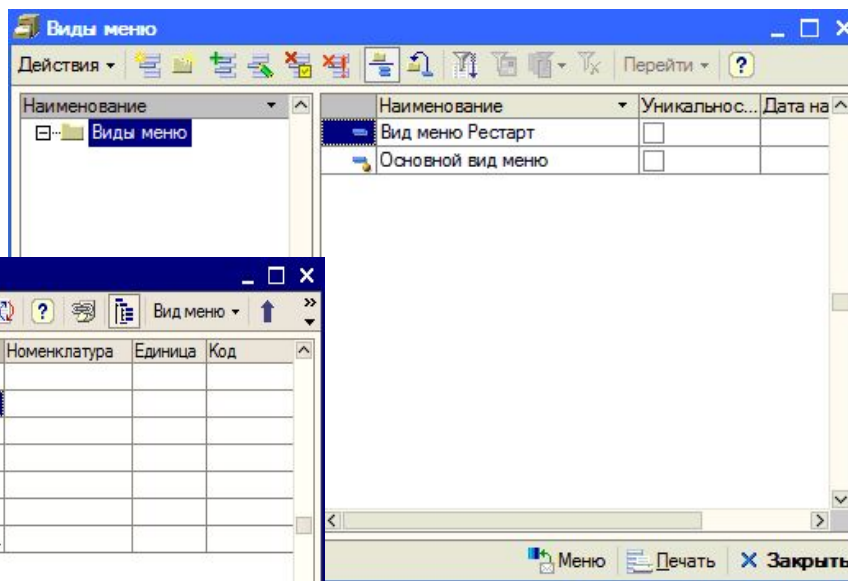 Виды меню
Действия
Перейти
?
Наименование
Виды меню
Наименование Уникальнос... Дата на
Вид меню Рестарт
Основной вид меню
? Вид меню »
Номенклатура Единица Код
Меню Печать Закрыть